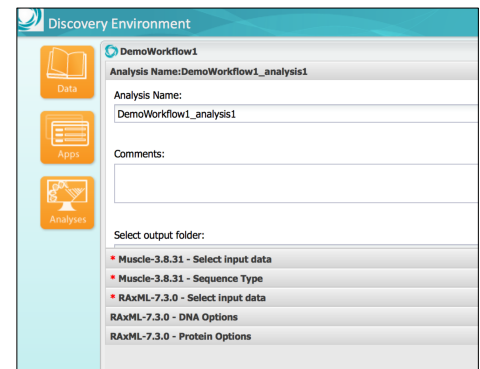 Discovery Environment
Data
Apps
Analyses
DemoWorkflow1
Analysis Name:DemoWorkflow1_analysis1
Analysis Name:
DemoWorkflow1_analysis1
Comments:
Select output folder:
* Muscle-3.8.31 - Select input data
* Muscle-3.8.31 - Sequence Type
* RAxML-7.3.0 - Select input data
RAxML-7.3.0 - DNA Options
RAxML-7.3.0 - Protein Options